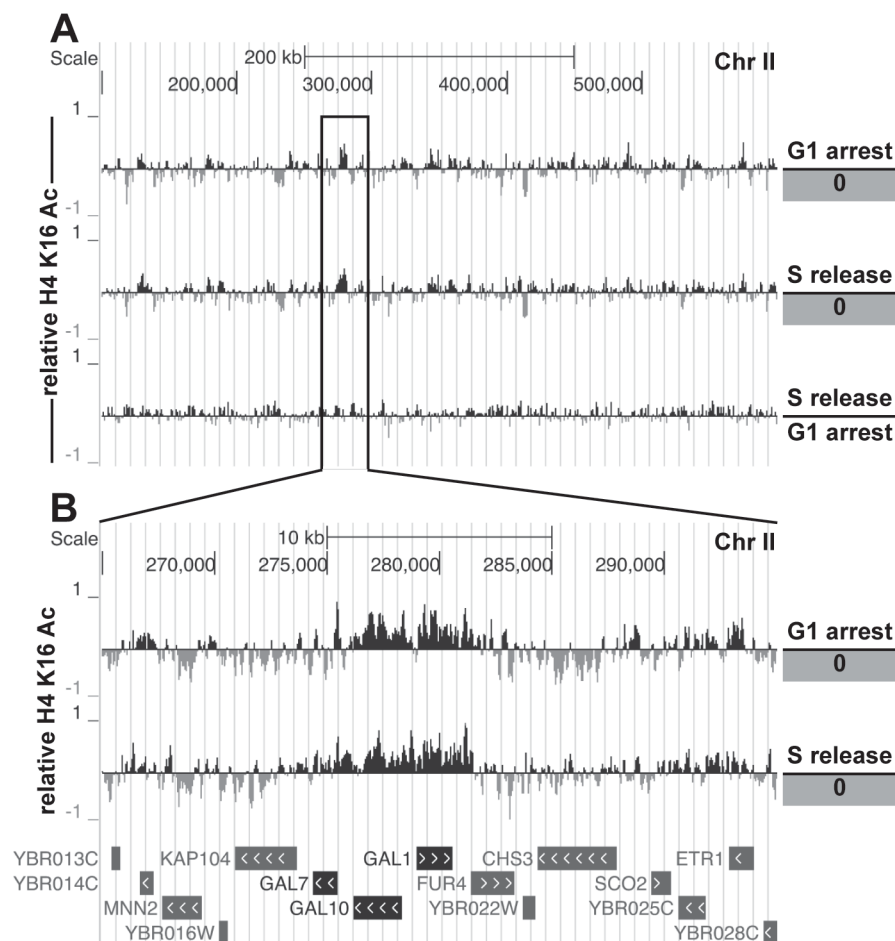 A
Scale
200 kb
Chr II
200,000
300,000
400,000
500,000
relative H4 K16 Ac
1
-1
G1 arrest
0
1
-1
S release
0
1
-1
S release
G1 arrest
B
Scale
10 kb
Chr II
270,000
275,000
280,000
285,000
290,000
relative H4 K16 Ac
1
-1
G1 arrest
0
1
-1
S release
0
YBR013C KAP104 GAL1 CHS3 ETR1
YBR014C GAL7 FUR4 SCO2
MNN2 GAL10 YBR022W YBR025C
YBR016W YBR028C